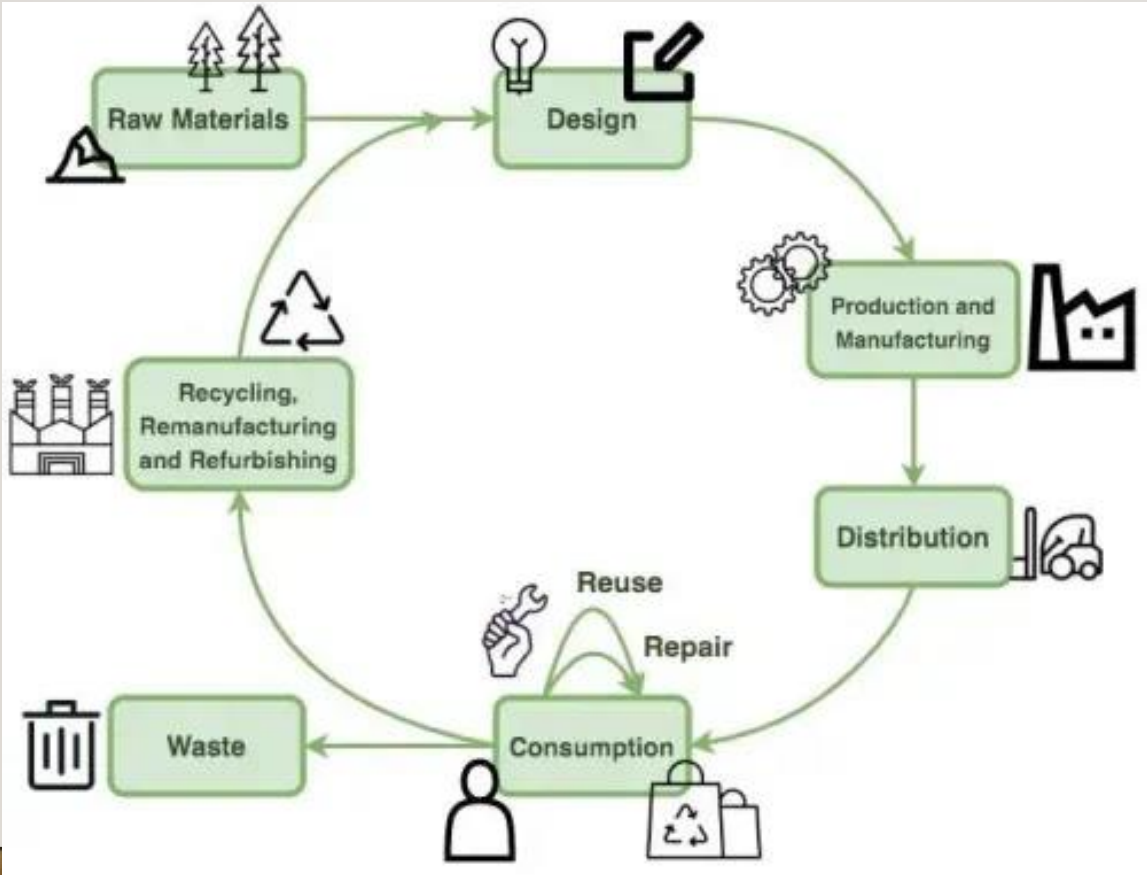 Raw Materials
Design
Production and
Manufacturing
Distribution
Reuse
Repair
Consumption
Waste
Recycling,
Remanufacturing
and Refurbishing